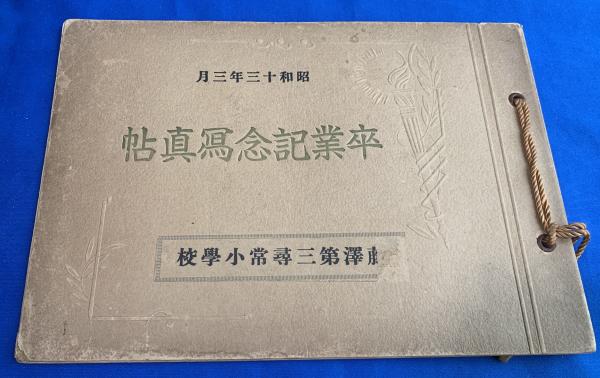 昭和十三年三月
卒業記念寫真帖
藤澤第三尋常小學校